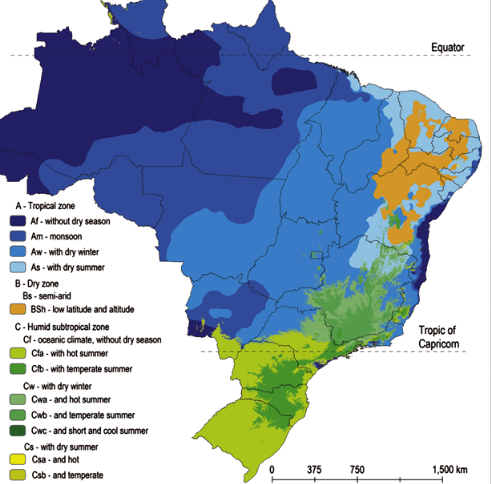 Equator
A - Tropical zone
Af - without dry season
Am - monsoon
Aw - with dry winter
As - with dry summer
B - Dry zone
Bs - semi-arid
BSh - low latitude and altitude
C - Humid subtropical zone
Cf - oceanic climate, without dry season
Cfa - with hot summer
Cfb - with temperate summer
Cw - with dry winter
Cwa - and hot summer
Cwb - and temperate summer
Cwc - and short and cool summer
Cs - with dry summer
Csa - and hot
Csb - and temperate
Tropic of
Capricorn
0 375 750 1,500 km